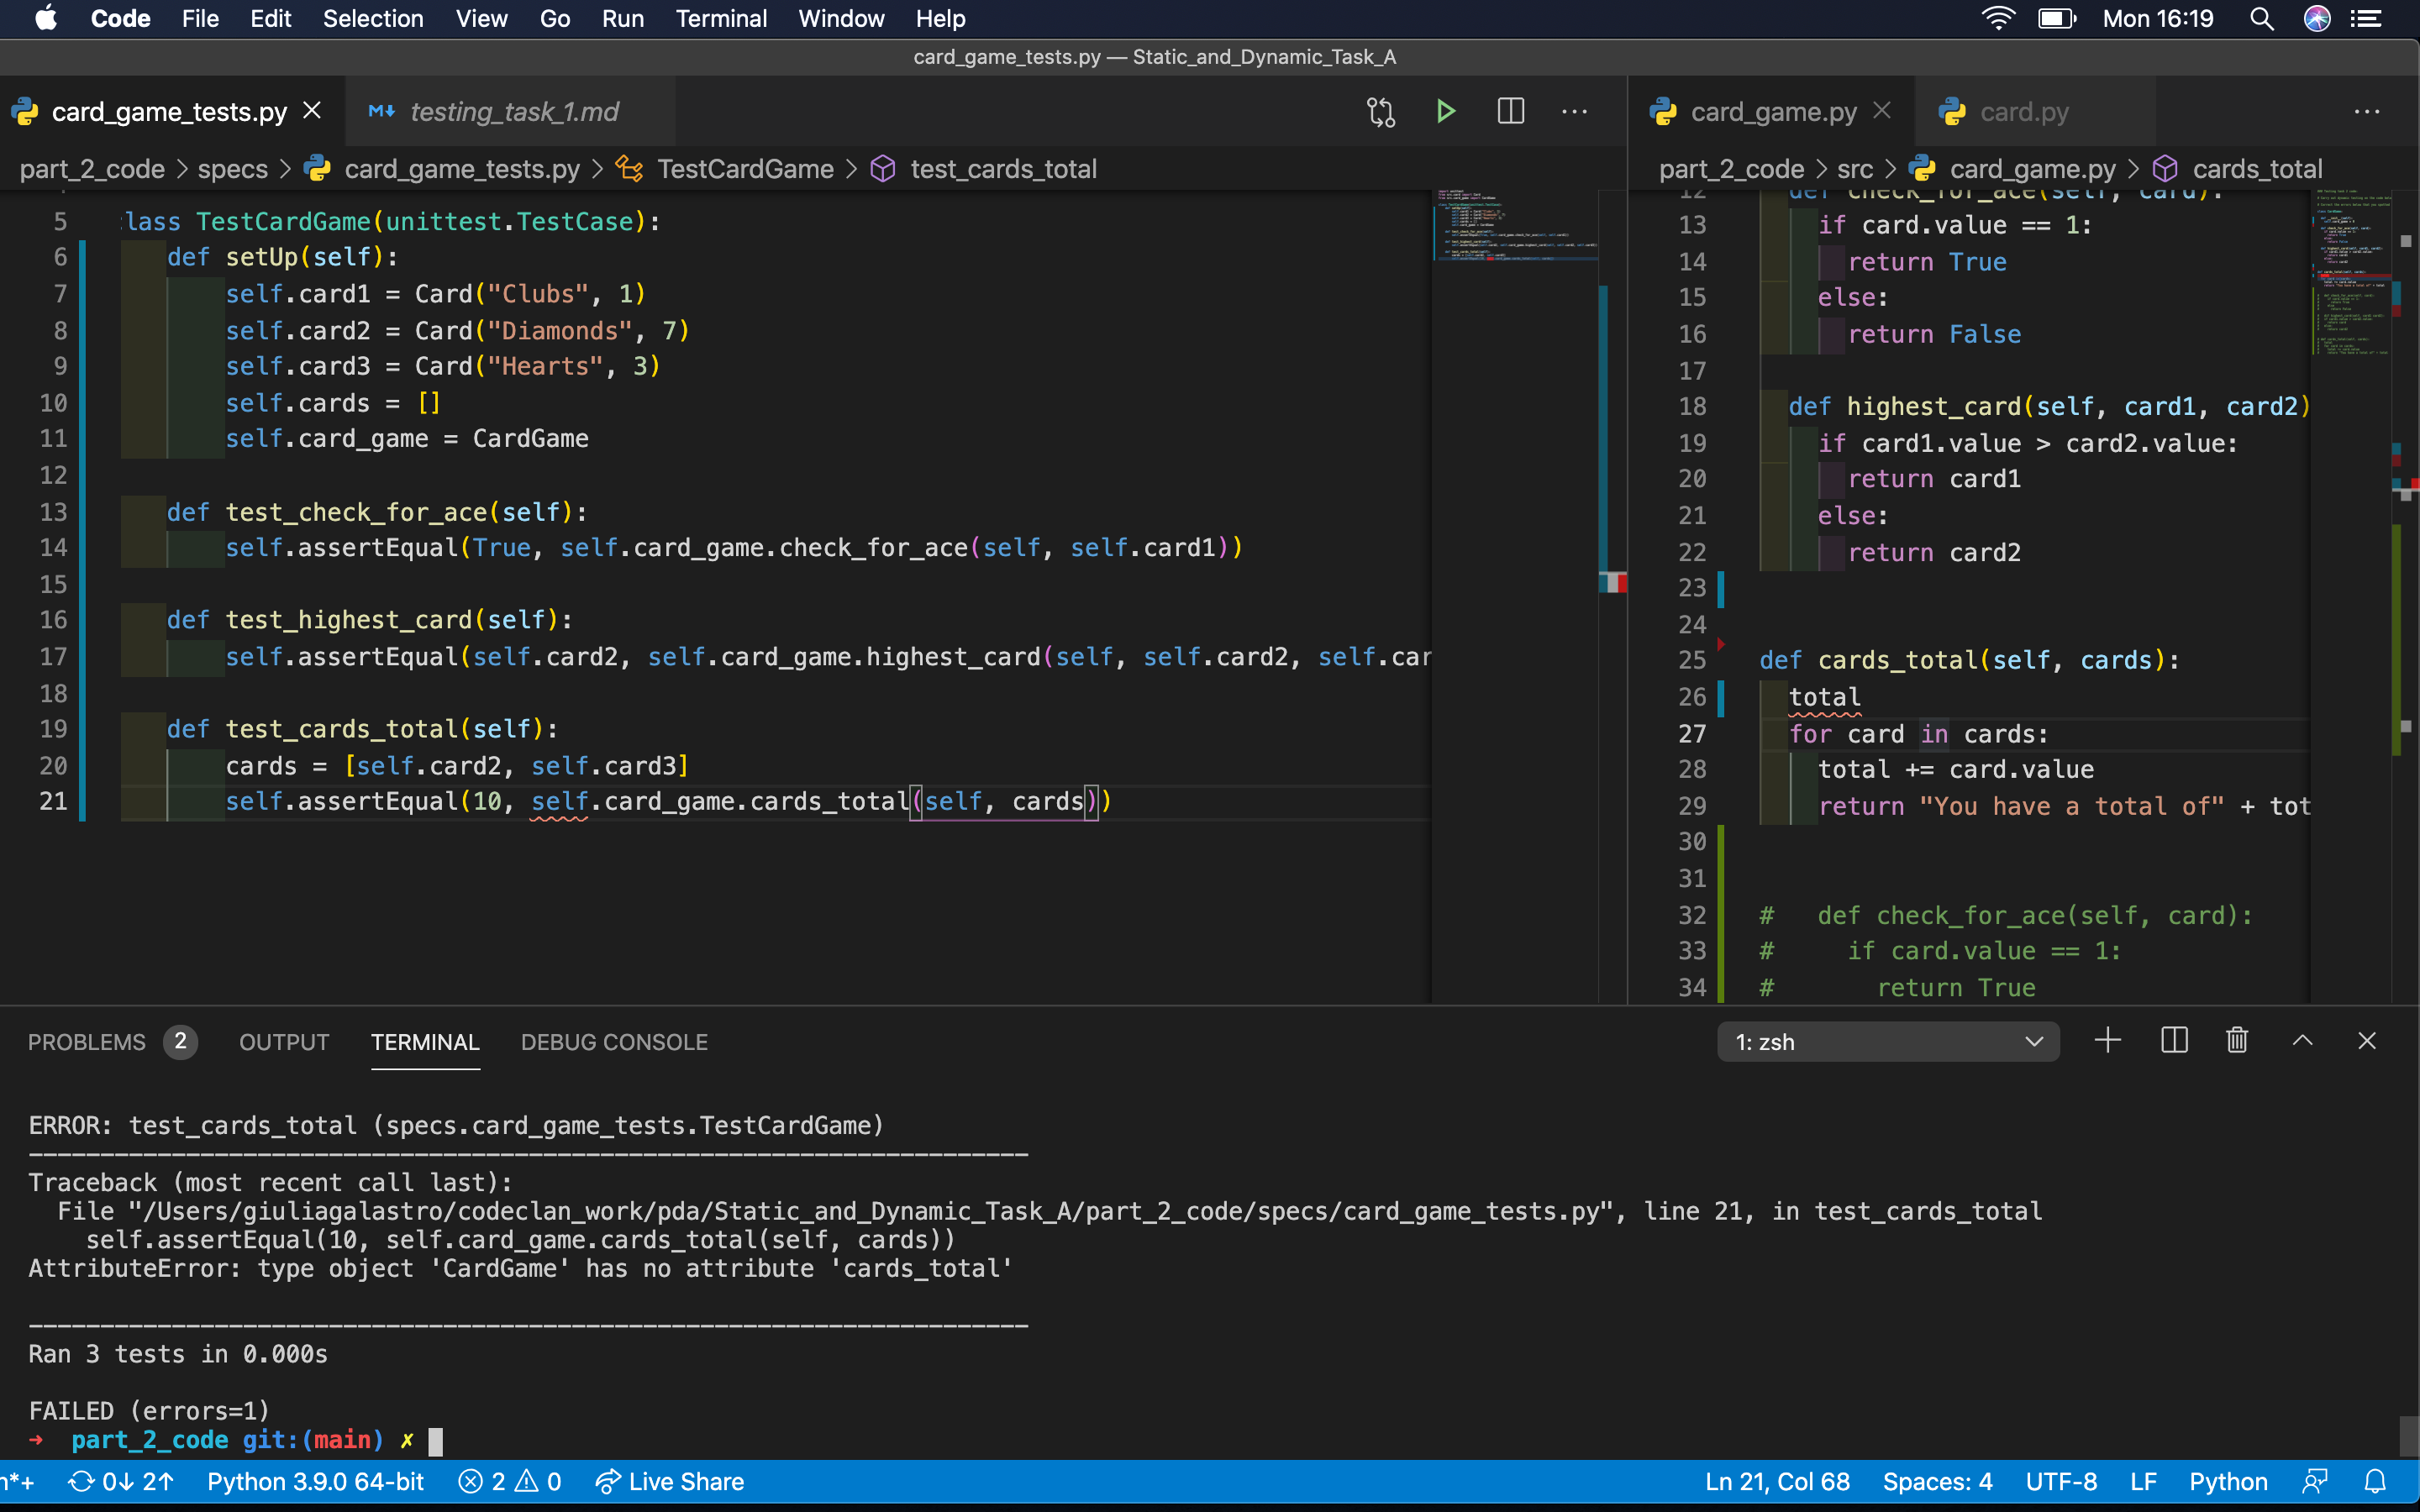 Code File Edit Selection View Go Run Terminal Window Help Mon 16:19
card_game_tests.py — Static_and_Dynamic_Task_A
card_game_tests.py testing_task_1.md
part_2_code > specs > card_game_tests.py > TestCardGame > test_cards_total
5 lass TestCardGame(unittest.TestCase):
6 def setUp(self):
7 self.card1 = Card("Clubs", 1)
8 self.card2 = Card("Diamonds", 7)
9 self.card3 = Card("Hearts", 3)
10 self.cards = []
11 self.card_game = CardGame
12
13 def test_check_for_ace(self):
14 self.assertEqual(True, self.card_game.check_for_ace(self, self.card1))
15
16 def test_highest_card(self):
17 self.assertEqual(self.card2, self.card_game.highest_card(self, self.card2, self.car
18
19 def test_cards_total(self):
20 cards = [self.card2, self.card3]
21 self.assertEqual(10, self.card_game.cards_total(self, cards))
card_game.py card.py
part_2_code > src > card_game.py > cards_total
12 def check_for_ace(self, card):
13 if card.value == 1:
14 return True
15 else:
16 return False
17
18 def highest_card(self, card1, card2)
19 if card1.value > card2.value:
20 return card1
21 else:
22 return card2
23
24
25 def cards_total(self, cards):
26 total
27 for card in cards:
28 total += card.value
29 return "You have a total of" + tot
30
31
32 # def check_for_ace(self, card):
33 # if card.value == 1:
34 # return True
PROBLEMS 2 OUTPUT TERMINAL DEBUG CONSOLE 1: zsh
ERROR: test_cards_total (specs.card_game_tests.TestCardGame)
----------------------------------------------------------------------
Traceback (most recent call last):
File "/Users/giuliagalastro/codeclan_work/pda/Static_and_Dynamic_Task_A/part_2_code/specs/card_game_tests.py", line 21, in test_cards_total
self.assertEqual(10, self.card_game.cards_total(self, cards))
AttributeError: type object 'CardGame' has no attribute 'cards_total'
----------------------------------------------------------------------
Ran 3 tests in 0.000s
FAILED (errors=1)
➜ part_2_code git:(main) ✗
n*+ 0↓ 2↑ Python 3.9.0 64-bit 2 0 Live Share Ln 21, Col 68 Spaces: 4 UTF-8 LF Python